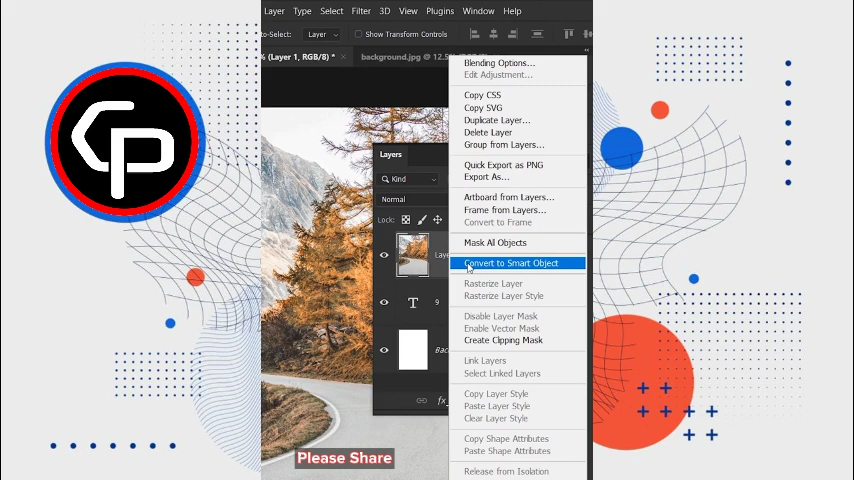 Layer Type Select Filter 3D View Plugins Window Help
Layer Show Transform Controls
% (Layer 1, RGB/8) * × background.jpg @ 12.5
Layers
Kind
Normal
Lock:
T 9
Blending Options...
Edit Adjustment...
Copy CSS
Copy SVG
Duplicate Layer...
Delete Layer
Group from Layers...
Quick Export as PNG
Export As...
Artboard from Layers...
Frame from Layers...
Convert to Frame
Mask All Objects
Convert to Smart Object
Rasterize Layer
Rasterize Layer Style
Disable Layer Mask
Enable Vector Mask
Create Clipping Mask
Link Layers
Select Linked Layers
Copy Layer Style
Paste Layer Style
Clear Layer Style
Copy Shape Attributes
Paste Shape Attributes
Release from Isolation
Please Share
CP